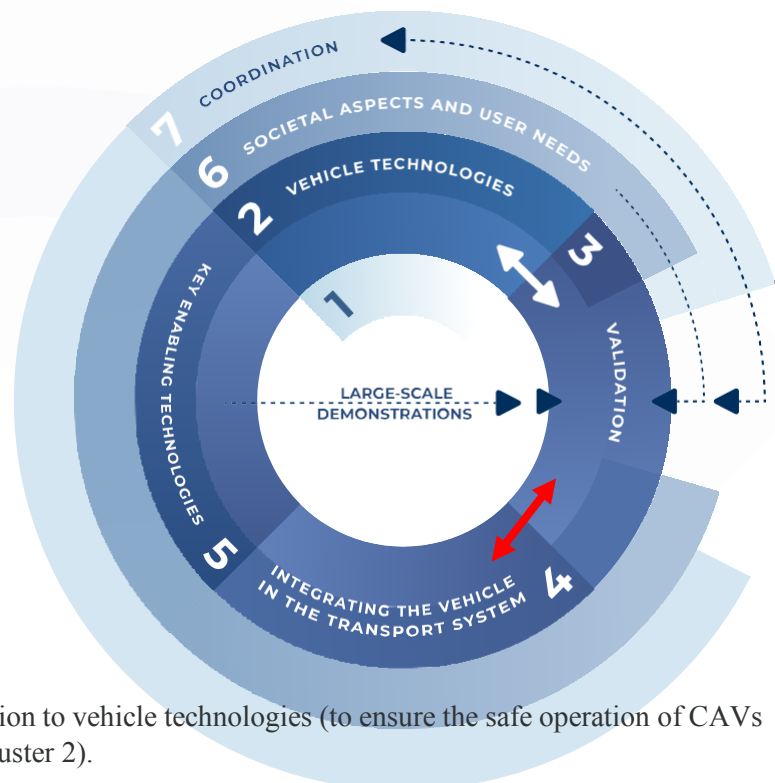 7 COORDINATION
6 SOCIETAL ASPECTS AND USER NEEDS
2 VEHICLE TECHNOLOGIES
3 VALIDATION
1
KEY ENABLING TECHNOLOGIES 5
LARGE-SCALE
DEMONSTRATIONS
INTEGRATING THE VEHICLE
IN THE TRANSPORT SYSTEM 4
ion to vehicle technologies (to ensure the safe operation of CAVs
uster 2).